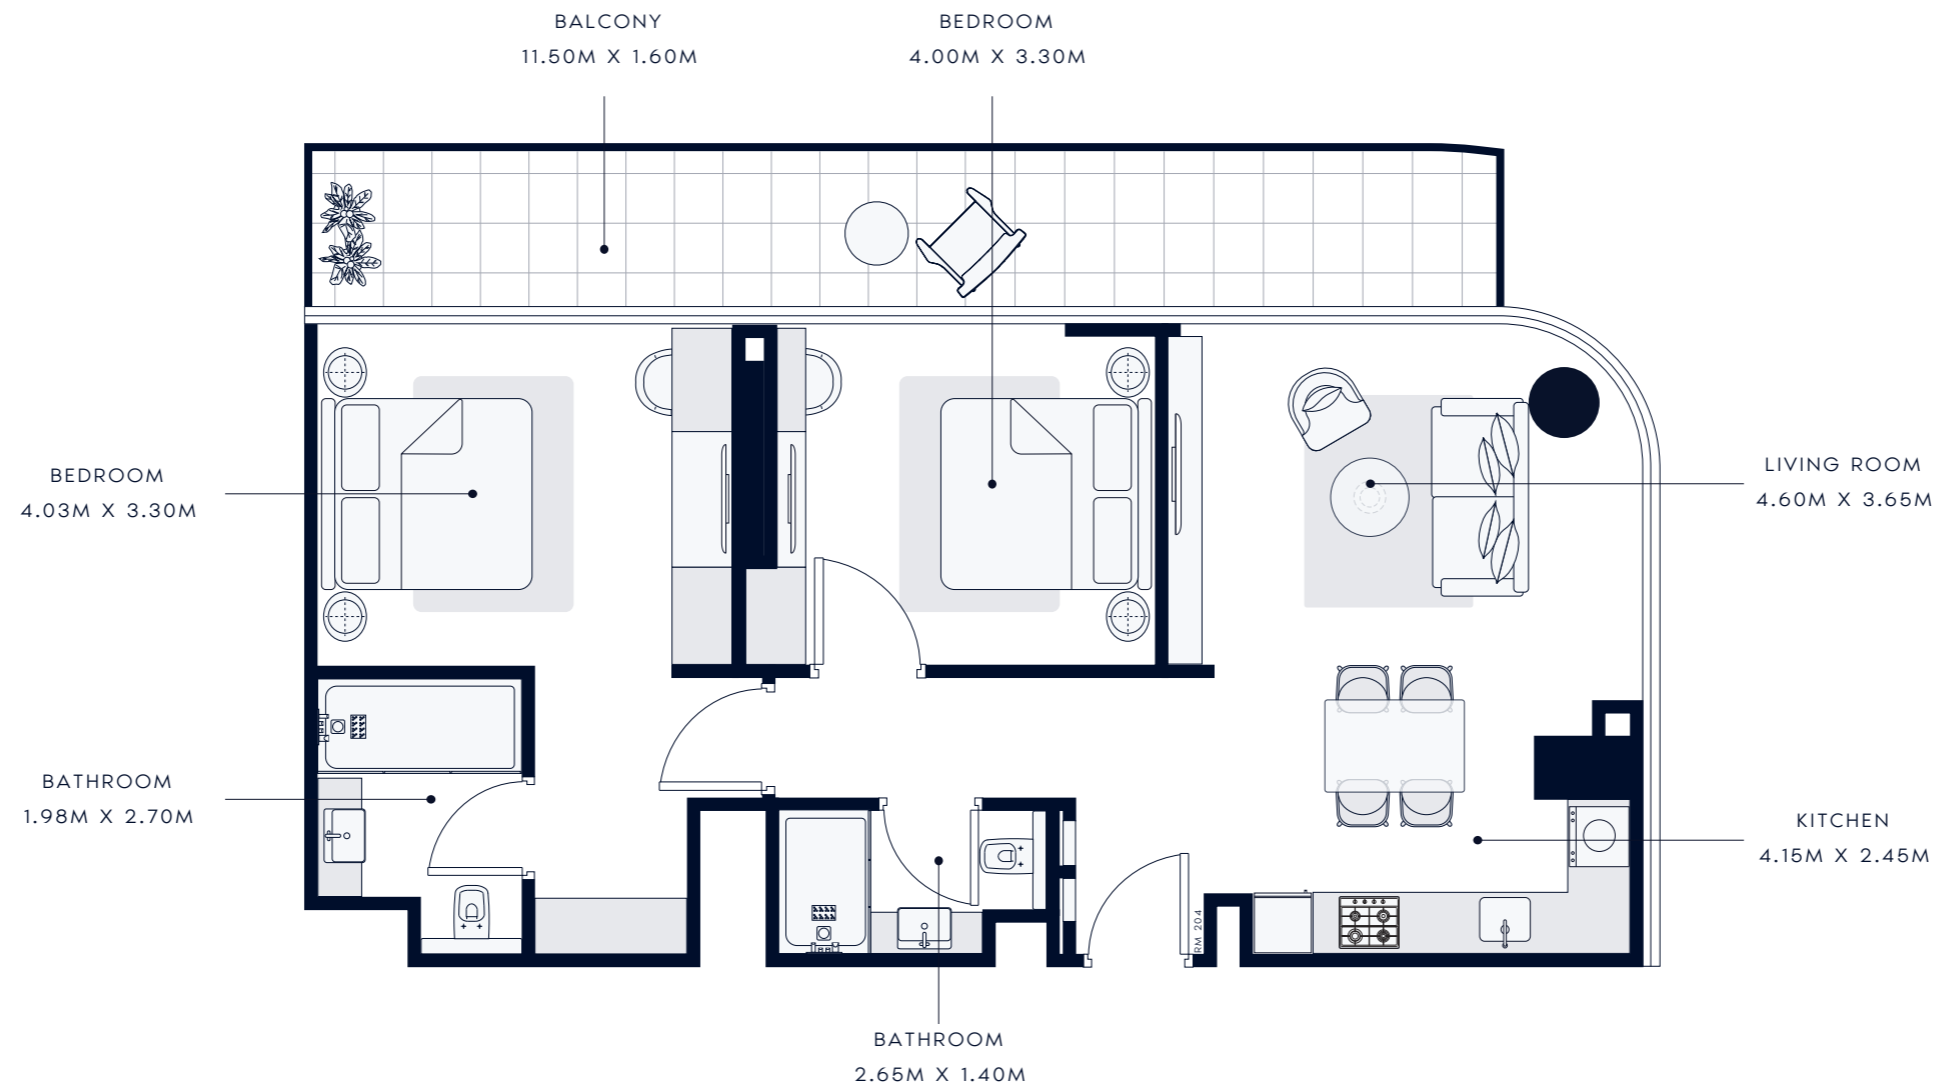 BALCONY
11.50M X 1.60M
BEDROOM
4.00M X 3.30M
BEDROOM
4.03M X 3.30M
LIVING ROOM
4.60M X 3.65M
BATHROOM
1.98M X 2.70M
KITCHEN
4.15M X 2.45M
RM 204
BATHROOM
2.65M X 1.40M